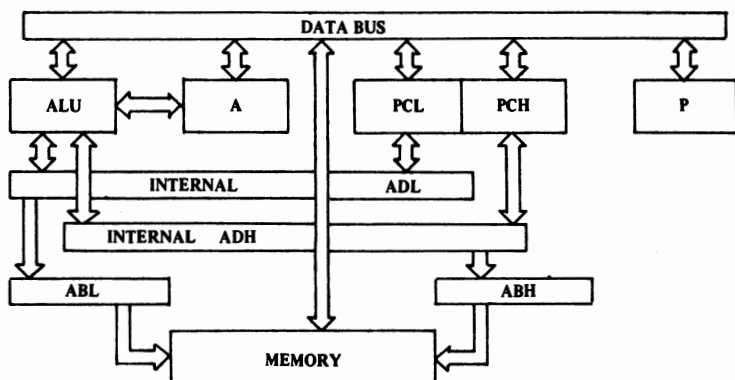 DATA BUS
ALU
A
PCL
PCH
P
INTERNAL ADL
INTERNAL ADH
ABL
ABH
MEMORY